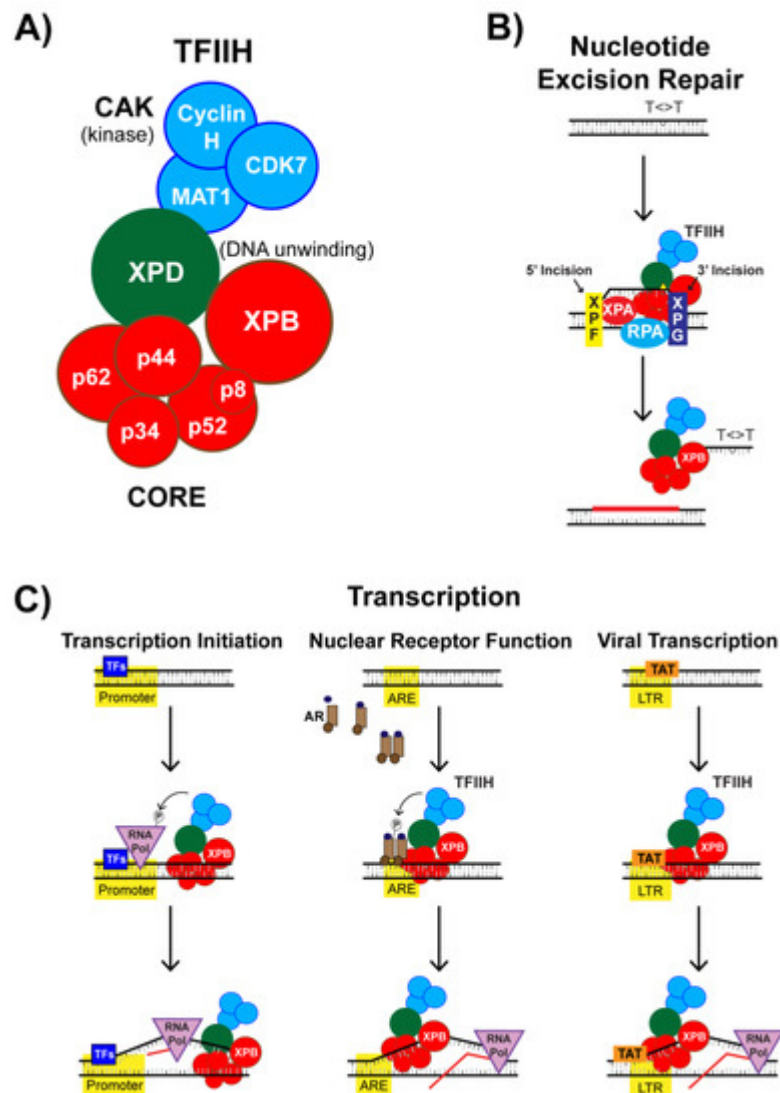 A)
TFIIH
CAK
(kinase)
Cyclin
H
CDK7
MAT1
XPD
(DNA unwinding)
XPB
p62
p44
p8
p34
p52
CORE
B)
Nucleotide
Excision Repair
T<>T
TFIIH
5' Incision
3' Incision
XPF
XPA
RPA
XPG
T<>T
XPB
C)
Transcription
Transcription Initiation
TFs
Promoter
P
RNA
Pol
TFs
XPB
Promoter
RNA
Pol
TFs
XPB
Promoter
Nuclear Receptor Function
ARE
AR
TFIIH
P
XPB
ARE
XPB
RNA
Pol
ARE
Viral Transcription
TAT
LTR
TFIIH
XPB
TAT
LTR
XPB
RNA
Pol
TAT
LTR